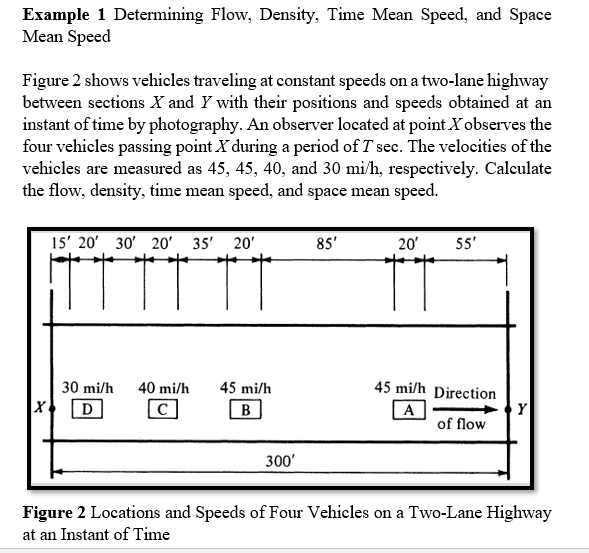 Example 1 Determining Flow, Density, Time Mean Speed, and Space
Mean Speed
Figure 2 shows vehicles traveling at constant speeds on a two-lane highway
between sections X and Y with their positions and speeds obtained at an
instant of time by photography. An observer located at point X observes the
four vehicles passing point X during a period of T sec. The velocities of the
vehicles are measured as 45, 45, 40, and 30 mi/h, respectively. Calculate
the flow, density, time mean speed, and space mean speed.
15' 20' 30' 20' 35' 20' 85' 20' 55'
30 mi/h 40 mi/h 45 mi/h 45 mi/h Direction
X D C B A Y
of flow
300'
Figure 2 Locations and Speeds of Four Vehicles on a Two-Lane Highway
at an Instant of Time